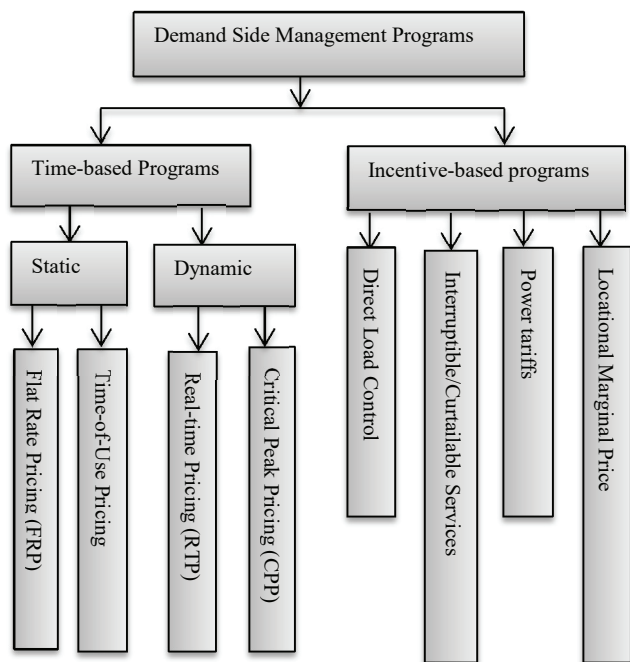 Demand Side Management Programs
Time-based Programs
Incentive-based programs
Static
Dynamic
Flat Rate Pricing (FRP)
Time-of-Use Pricing
Real-time Pricing (RTP)
Critical Peak Pricing (CPP)
Direct Load Control
Interruptible/Curtailable Services
Power tariffs
Locational Marginal Price